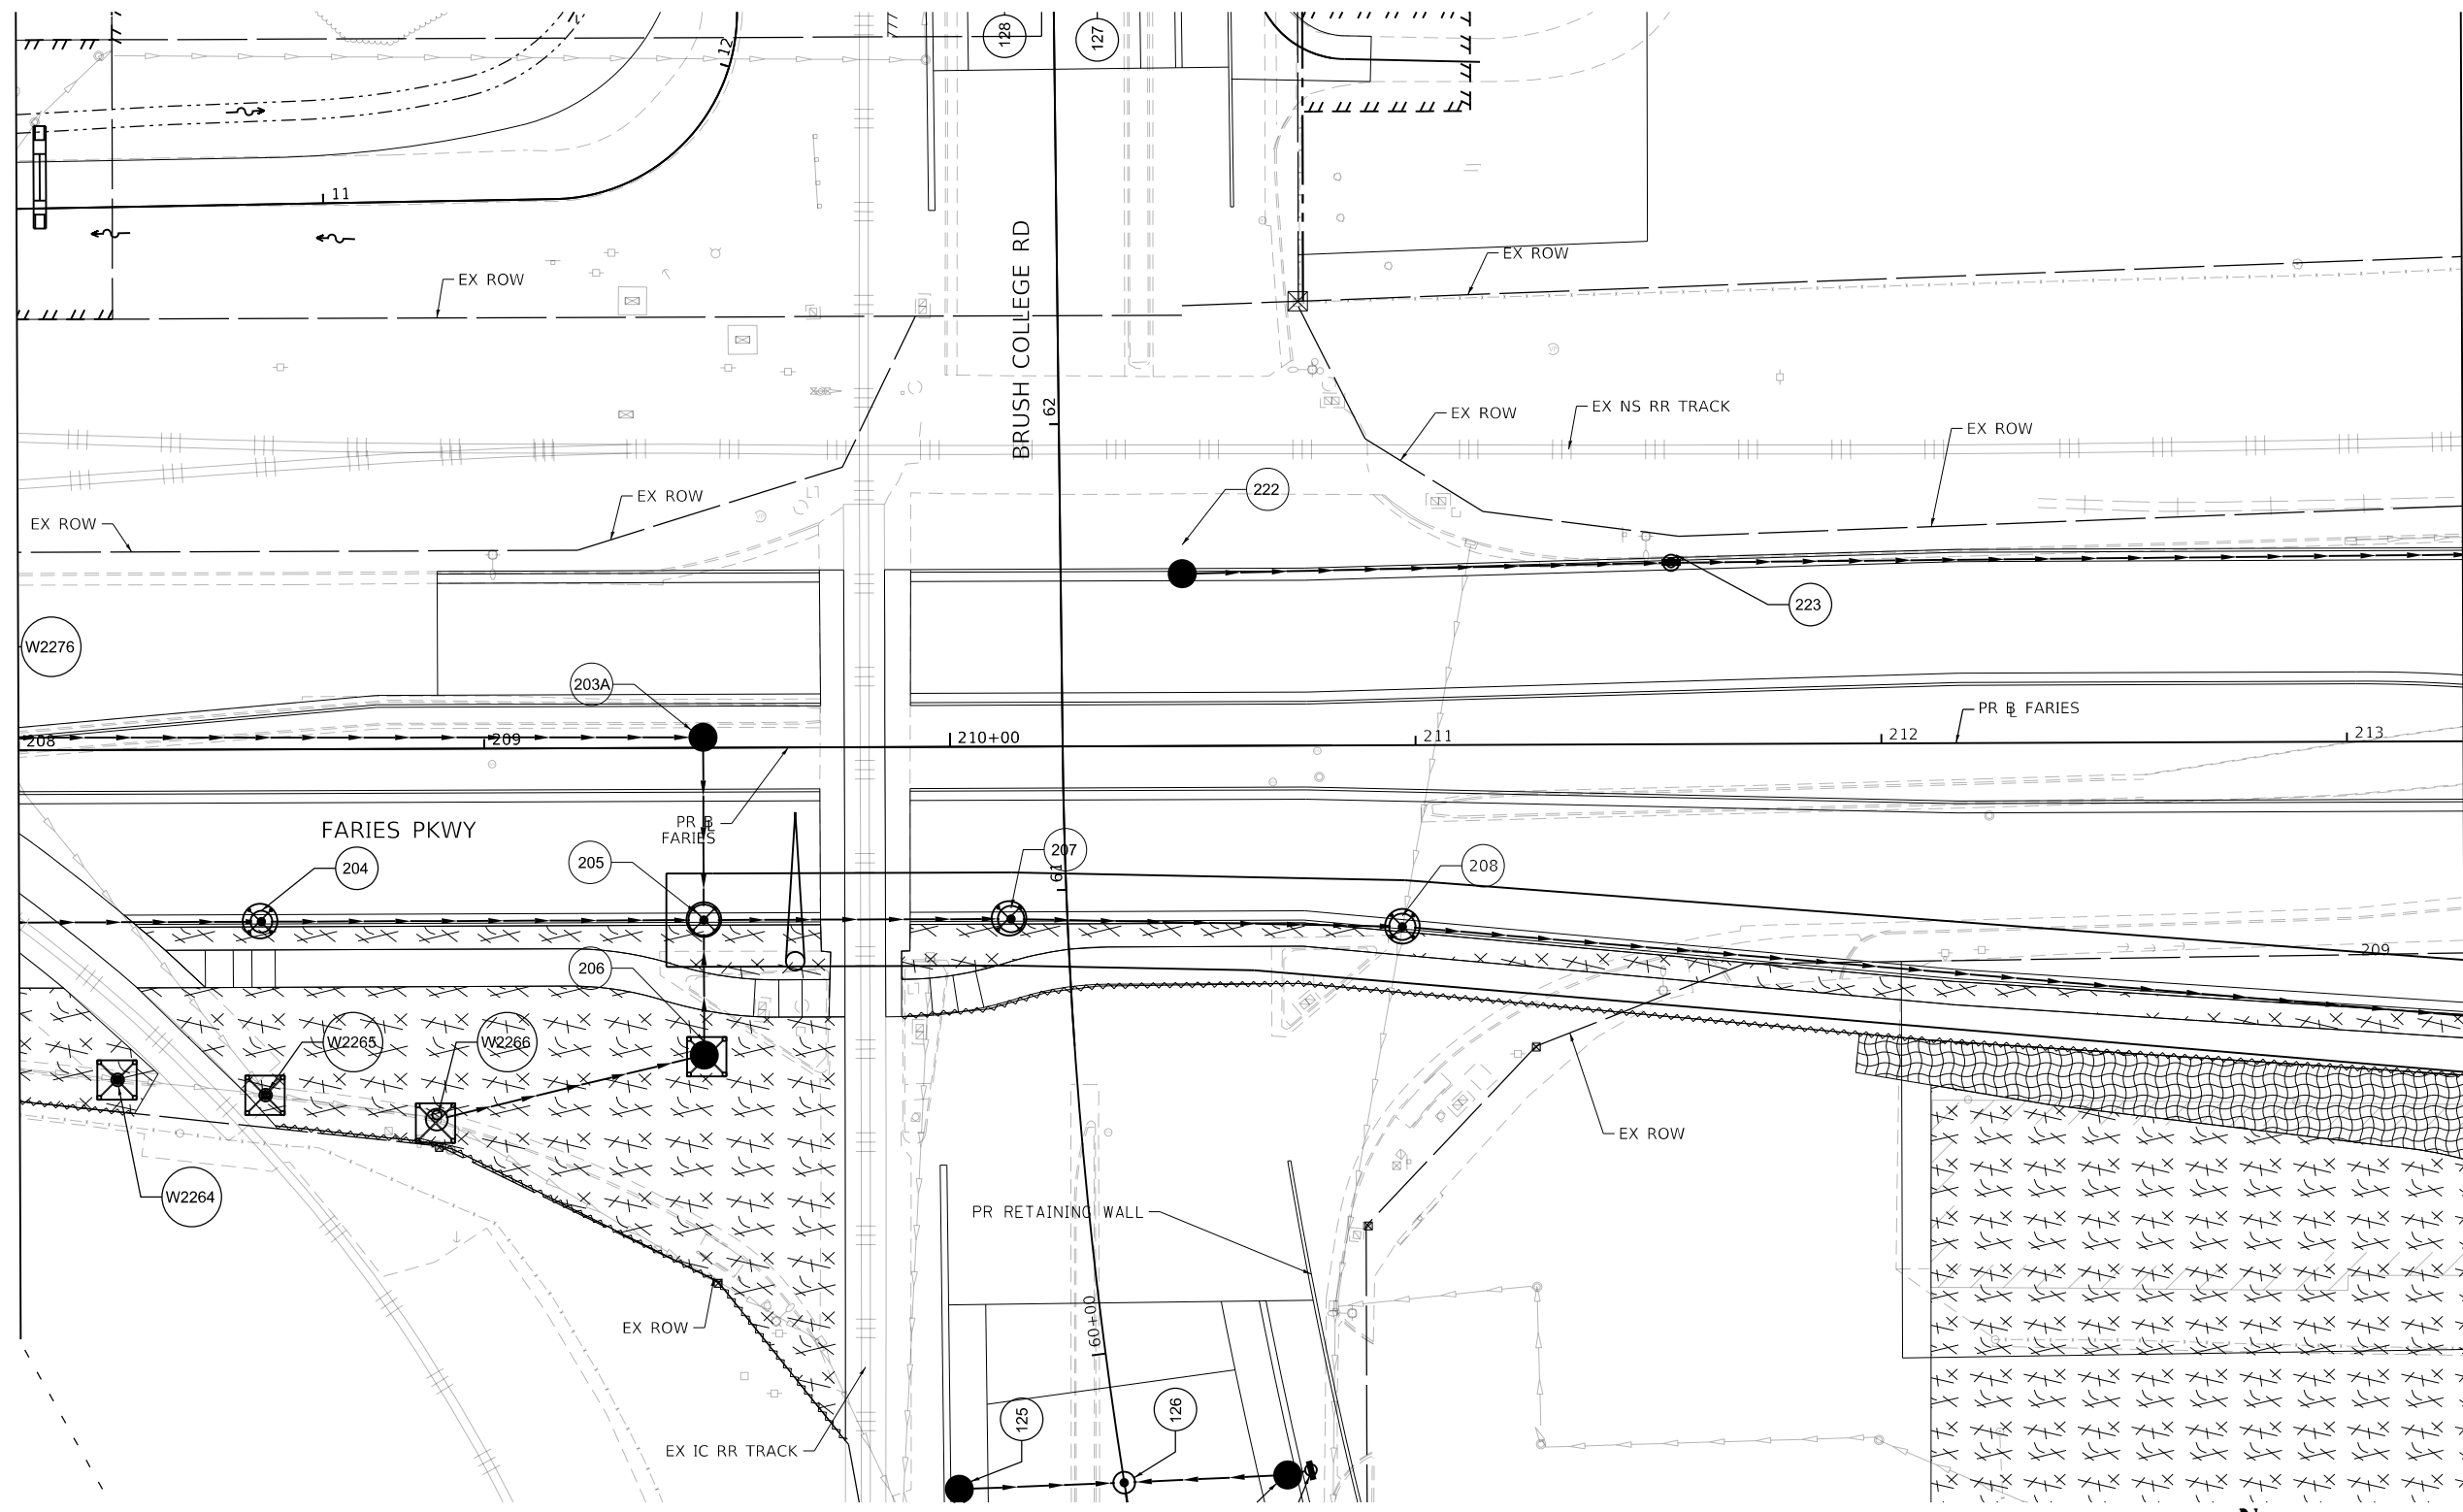 128
127
12
11
EX ROW
EX ROW
BRUSH COLLEGE RD
62
EX ROW
EX NS RR TRACK
EX ROW
EX ROW
EX ROW
222
223
W2276
203A
208
209
210+00
211
212
213
PR BL FARIES
PR BL
FARIES
FARIES PKWY
204
205
207
61
208
209
206
W2265
W2266
W2264
EX ROW
PR RETAINING WALL
EX ROW
60+00
EX IC RR TRACK
125
126